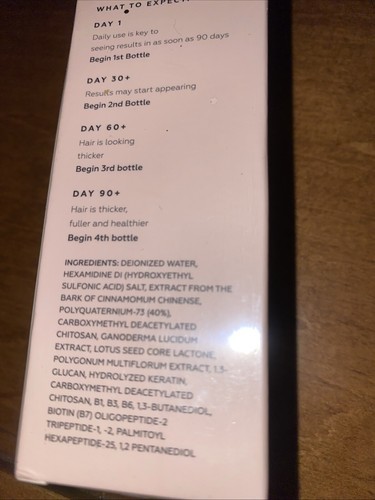 WHAT TO EXPECT
DAY 1
Daily use is key to
seeing results in as soon as 90 days
Begin 1st Bottle
DAY 30+
Results may start appearing
Begin 2nd Bottle
DAY 60+
Hair is looking
thicker
Begin 3rd bottle
DAY 90+
Hair is thicker,
fuller and healthier
Begin 4th bottle
INGREDIENTS: DEIONIZED WATER,
HEXAMIDINE DI (HYDROXYETHYL
SULFONIC ACID) SALT, EXTRACT FROM THE
BARK OF CINNAMOMUM CHINENSE,
POLYQUATERNIUM-73 (40%),
CARBOXYMETHYL DEACETYLATED
CHITOSAN, GANODERMA LUCIDUM
EXTRACT, LOTUS SEED CORE LACTONE,
POLYGONUM MULTIFLORUM EXTRACT, 1,3-
GLUCAN, HYDROLYZED KERATIN,
CARBOXYMETHYL DEACETYLATED
CHITOSAN, B1, B3, B6, 1,3-BUTANEDIOL,
BIOTIN (B7) OLIGOPEPTIDE-2
TRIPEPTIDE-1, -2, PALMITOYL
HEXAPEPTIDE-25, 1,2 PENTANEDIOL